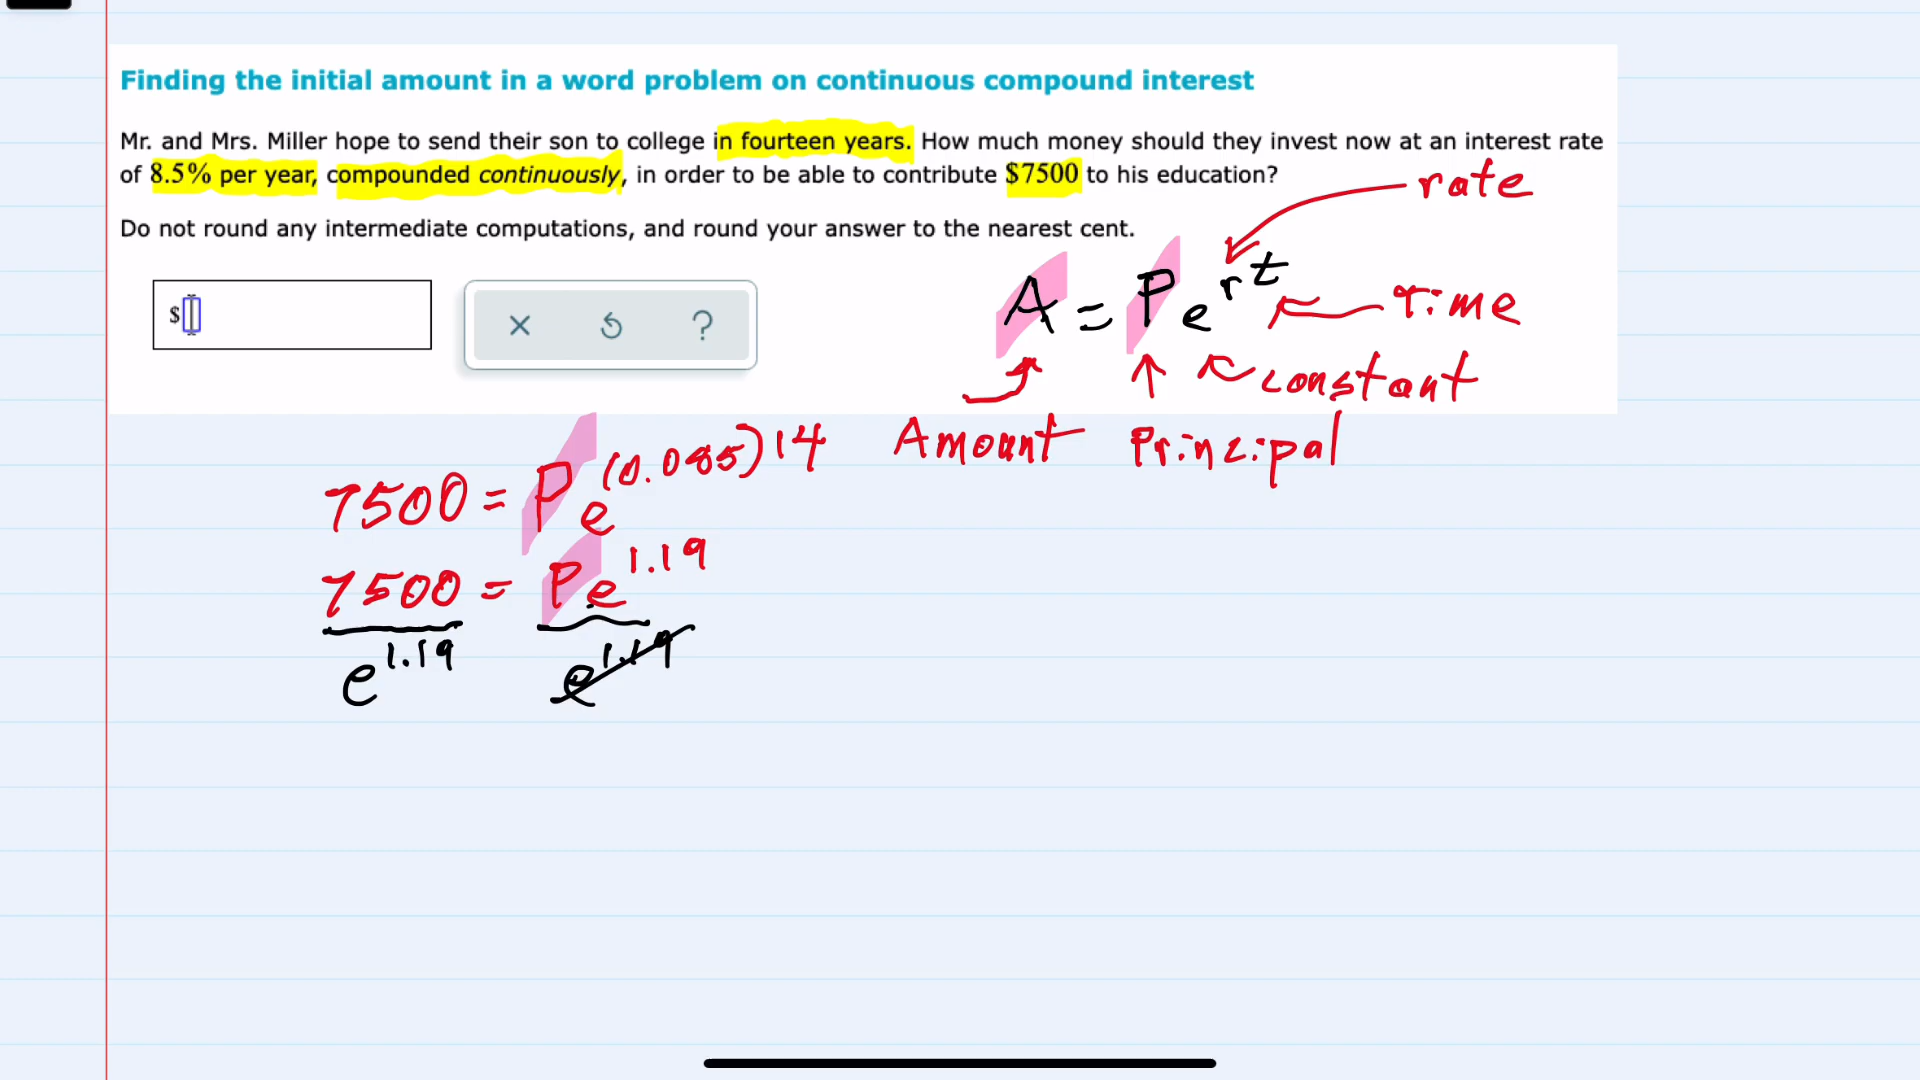 Finding the initial amount in a word problem on continuous compound interest
Mr. and Mrs. Miller hope to send their son to college in fourteen years. How much money should they invest now at an interest rate
of 8.5% per year, compounded continuously, in order to be able to contribute $7500 to his education?
rate
Do not round any intermediate computations, and round your answer to the nearest cent.
$
× ?
A = Pe^rt
Time
constant
Amount Principal
7500 = Pe^(0.085)14
7500 = Pe^1.19
e^1.19 e^1.19